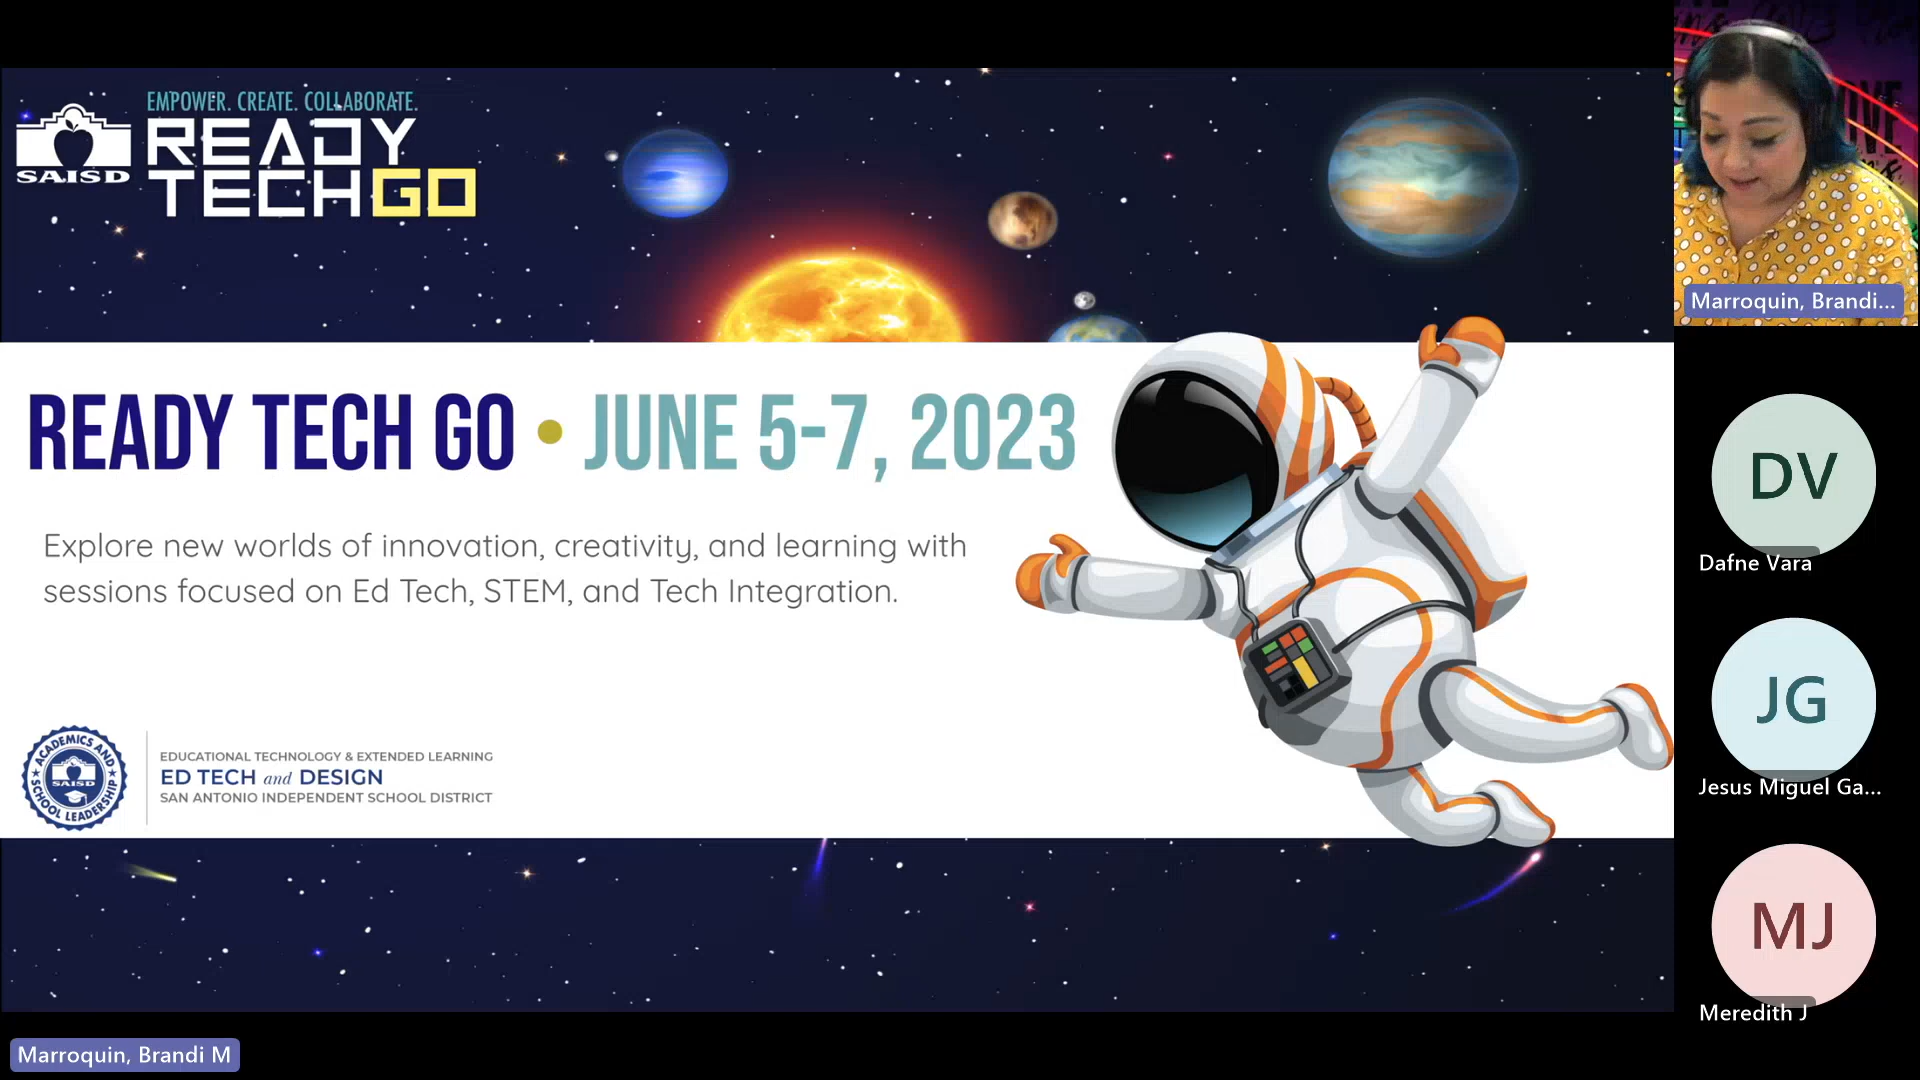 EMPOWER. CREATE. COLLABORATE.
READY
TECHGO
SAISD
READY TECH GO • JUNE 5-7, 2023
Explore new worlds of innovation, creativity, and learning with
sessions focused on Ed Tech, STEM, and Tech Integration.
ACADEMICS AND
SAISD
SCHOOL LEADERSHIP
EDUCATIONAL TECHNOLOGY & EXTENDED LEARNING
ED TECH and DESIGN
SAN ANTONIO INDEPENDENT SCHOOL DISTRICT
Marroquin, Brandi M
Marroquin, Brandi...
DV
Dafne Vara
JG
Jesus Miguel Ga...
MJ
Meredith J